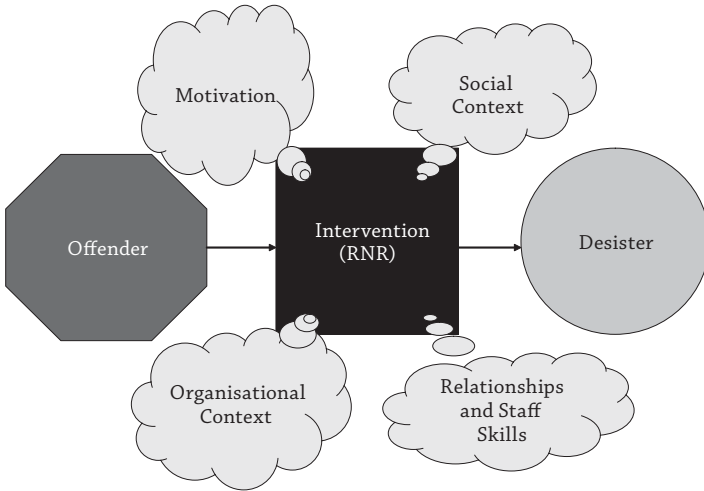 Motivation
Social
Context
Offender
Intervention
(RNR)
Desister
Organisational
Context
Relationships
and Staff
Skills